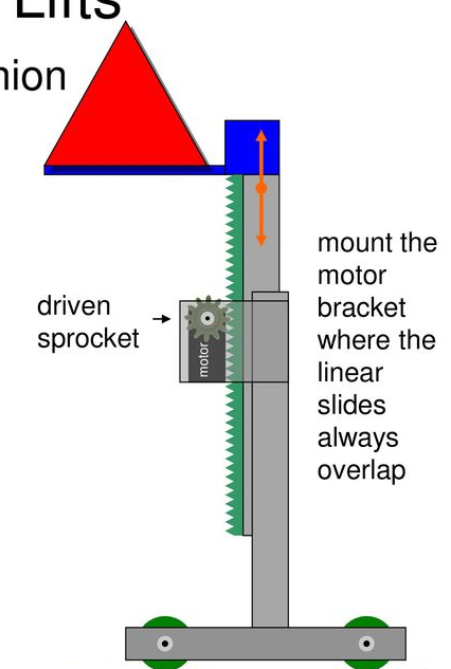 Lifts
nion
driven
sprocket
motor
mount the
motor
bracket
where the
linear
slides
always
overlap